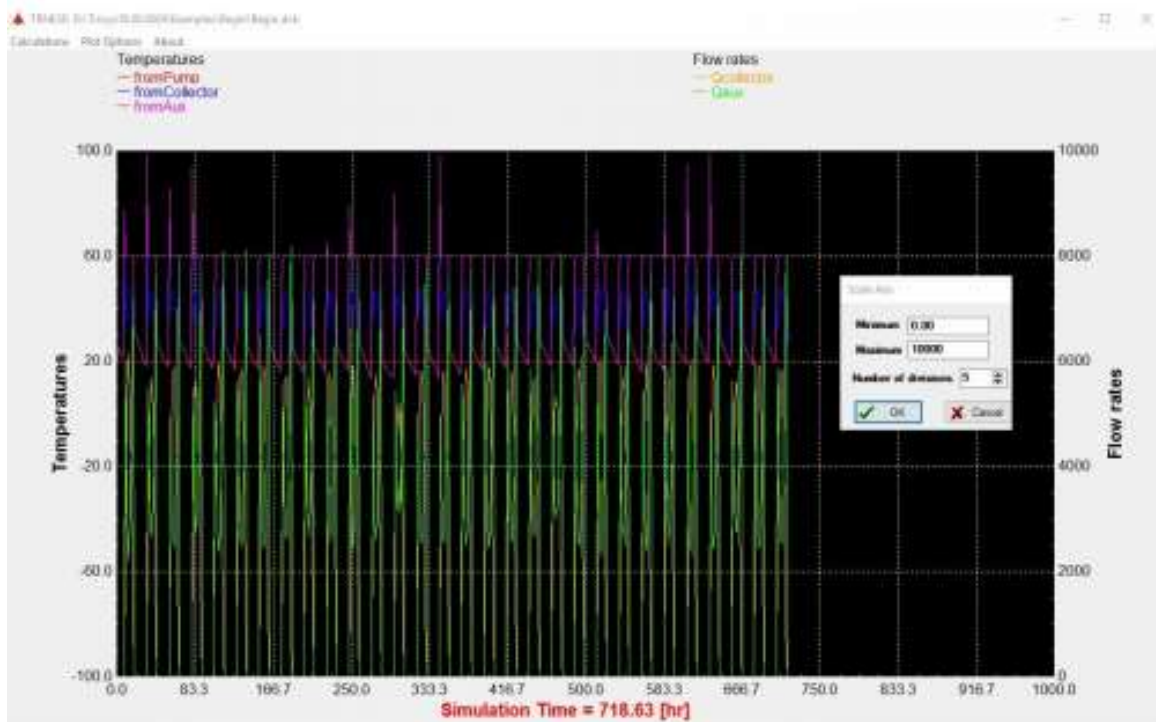 Calculations Plot Options About
Temperatures
fromPump
fromCollector
fromAux
Flow rates
Qcollector
Qaux
100.0
60.0
20.0
-20.0
-60.0
-100.0
Temperatures
10000
8000
6000
4000
2000
0
Flow rates
Minimum 0.00
Maximum 10000
Number of divisions 5
OK Cancel
0.0 83.3 166.7 250.0 333.3 416.7 500.0 583.3 666.7 750.0 833.3 916.7 1000.0
Simulation Time = 718.63 [hr]